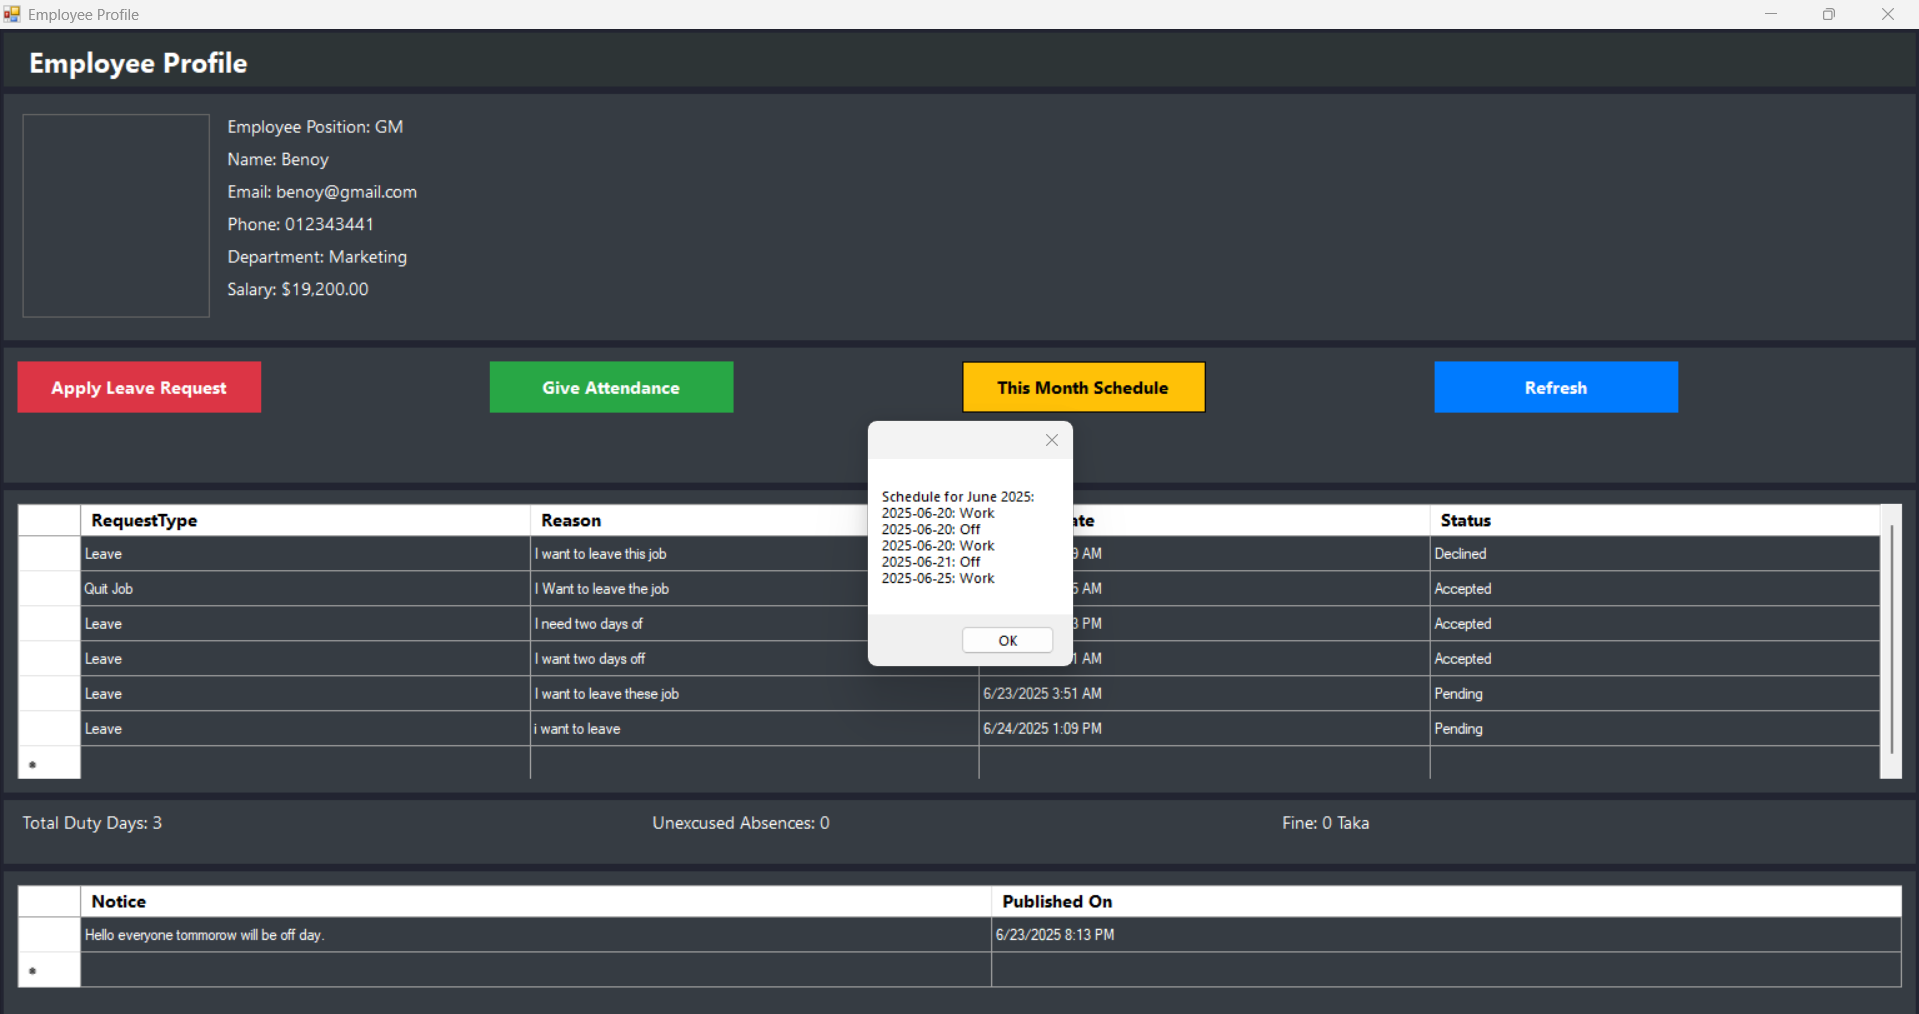 Employee Profile
Employee Profile
Employee Position: GM
Name: Benoy
Email: benoy@gmail.com
Phone: 012343441
Department: Marketing
Salary: $19,200.00
Apply Leave Request
Give Attendance
This Month Schedule
Refresh
Schedule for June 2025:
2025-06-20: Work
2025-06-20: Off
2025-06-20: Work
2025-06-21: Off
2025-06-25: Work
OK
RequestType Reason Status
Leave I want to leave this job AM Declined
Quit Job I Want to leave the job AM Accepted
Leave I need two days of PM Accepted
Leave I want two days off AM Accepted
Leave I want to leave these job 6/23/2025 3:51 AM Pending
Leave i want to leave 6/24/2025 1:09 PM Pending
Total Duty Days: 3
Unexcused Absences: 0
Fine: 0 Taka
Notice Published On
Hello everyone tommorow will be off day. 6/23/2025 8:13 PM